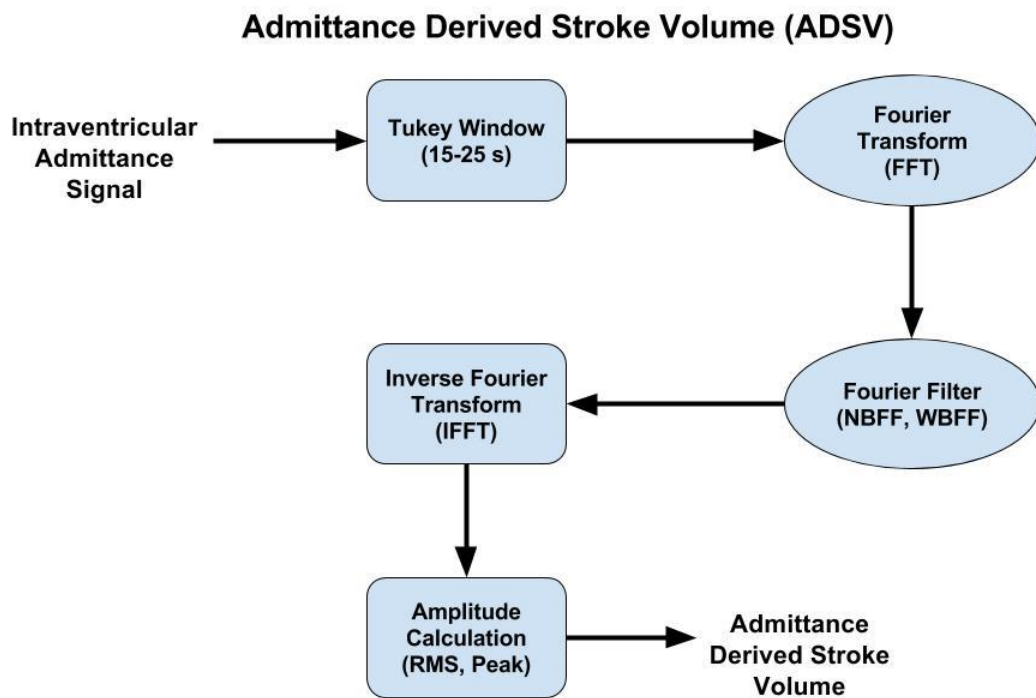 Admittance Derived Stroke Volume (ADSV)
Intraventricular
Admittance
Signal
Tukey Window
(15-25 s)
Fourier
Transform
(FFT)
Fourier Filter
(NBFF, WBFF)
Inverse Fourier
Transform
(IFFT)
Amplitude
Calculation
(RMS, Peak)
Admittance
Derived Stroke
Volume